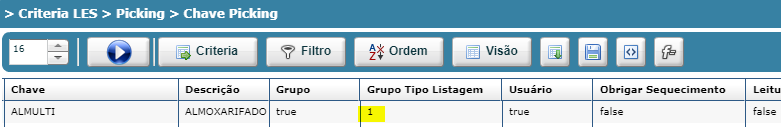 > Criteria LES > Picking > Chave Picking
16 Criteria Filtro Ordem Visão
Chave Descrição Grupo Grupo Tipo Listagem Usuário Obrigar Sequecimento Leitu
ALMULTI ALMOXARIFADO true 1 true false false